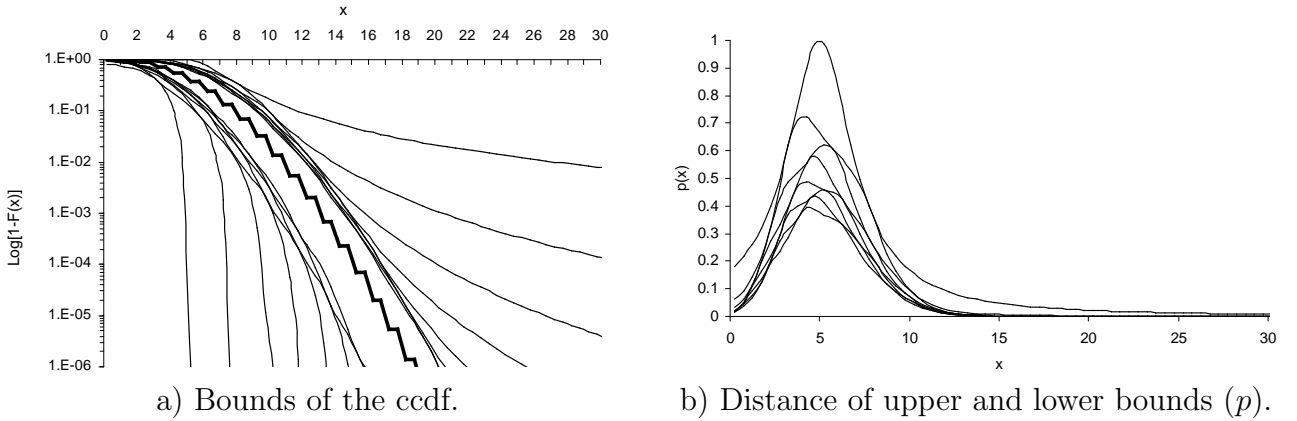 x
0 2 4 6 8 10 12 14 16 18 20 22 24 26 28 30
1.E+00
1.E-01
1.E-02
1.E-03
1.E-04
1.E-05
1.E-06
Log[1-F(x)]
a) Bounds of the ccdf.
1
0.9
0.8
0.7
0.6
0.5
0.4
0.3
0.2
0.1
0
p(x)
0 5 10 15 20 25 30
x
b) Distance of upper and lower bounds (p).